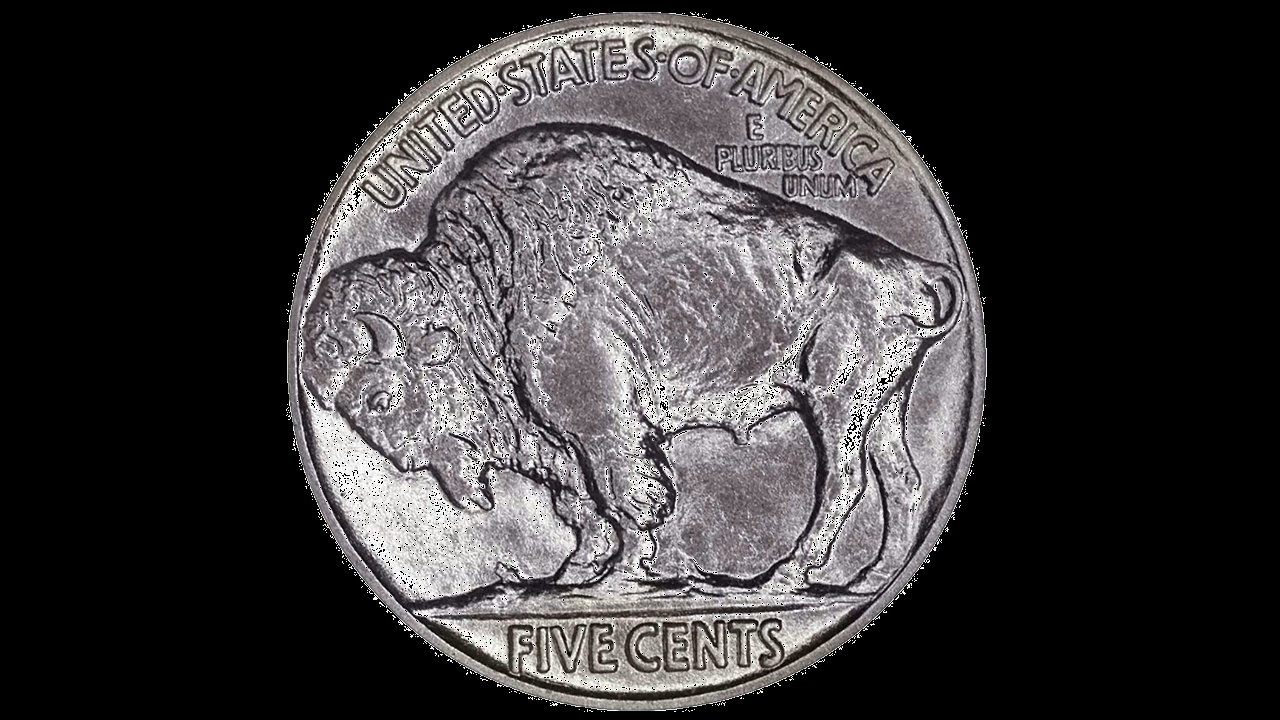 UNITED·STATES·OF·AMERICA
E
PLURIBUS
UNUM
FIVE CENTS